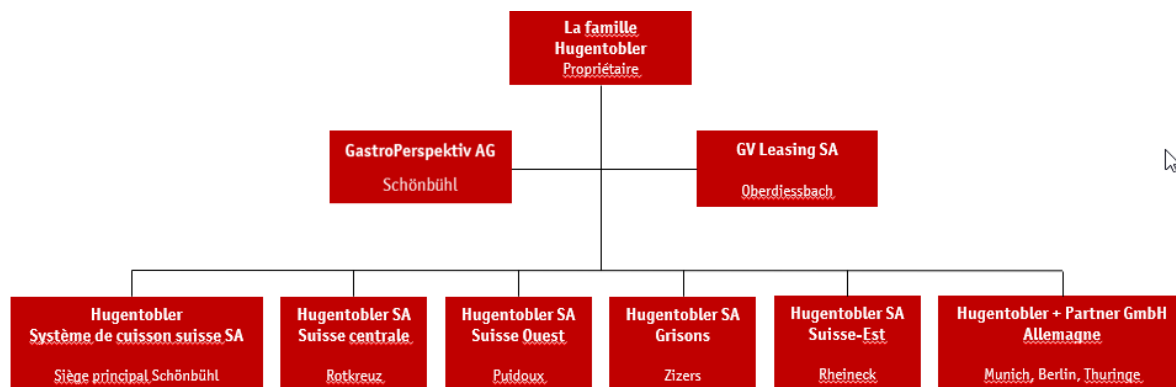 La famille
Hugentobler
Propriétaire
GastroPerspektiv AG
Schönbühl
GV Leasing SA
Oberdiessbach
Hugentobler
Système de cuisson suisse SA
Siège principal Schönbühl
Hugentobler SA
Suisse centrale
Rotkreuz
Hugentobler SA
Suisse Ouest
Puidoux
Hugentobler SA
Grisons
Zizers
Hugentobler SA
Suisse-Est
Rheineck
Hugentobler + Partner GmbH
Allemagne
Munich, Berlin, Thuringe